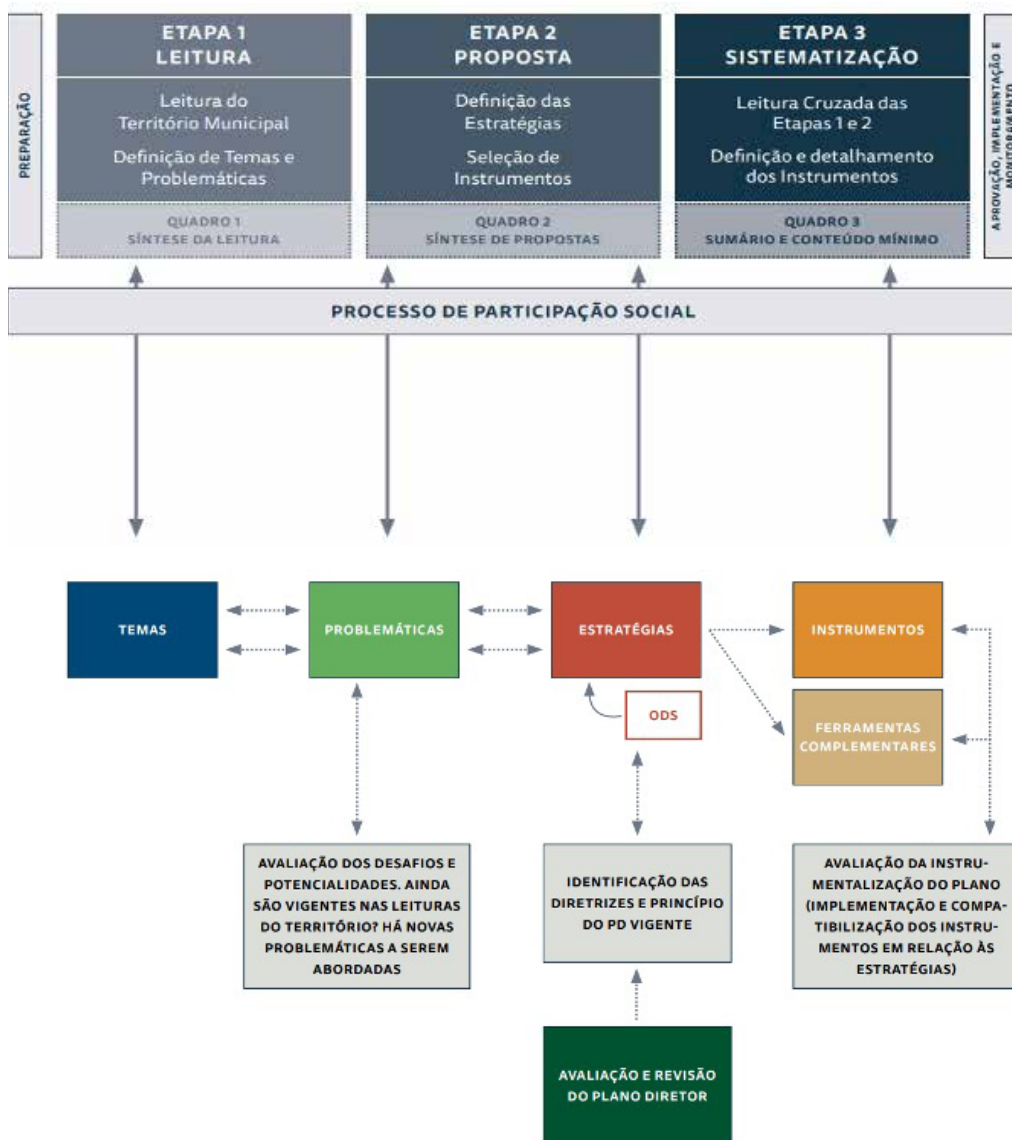 PREPARAÇÃO
ETAPA 1
LEITURA
Leitura do
Território Municipal
Definição de Temas e
Problemáticas
QUADRO 1
SÍNTESE DA LEITURA
ETAPA 2
PROPOSTA
Definição das
Estratégias
Seleção de
Instrumentos
QUADRO 2
SÍNTESE DE PROPOSTAS
ETAPA 3
SISTEMATIZAÇÃO
Leitura Cruzada das
Etapas 1 e 2
Definição e detalhamento
dos Instrumentos
QUADRO 3
SUMÁRIO E CONTEÚDO MÍNIMO
APROVAÇÃO, IMPLEMENTAÇÃO E
MONITORAMENTO
PROCESSO DE PARTICIPAÇÃO SOCIAL
TEMAS
PROBLEMÁTICAS
ESTRATÉGIAS
INSTRUMENTOS
ODS
FERRAMENTAS
COMPLEMENTARES
AVALIAÇÃO DOS DESAFIOS E
POTENCIALIDADES. AINDA
SÃO VIGENTES NAS LEITURAS
DO TERRITÓRIO? HÁ NOVAS
PROBLEMÁTICAS A SEREM
ABORDADAS
IDENTIFICAÇÃO DAS
DIRETRIZES E PRINCÍPIO
DO PD VIGENTE
AVALIAÇÃO DA INSTRU-
MENTALIZAÇÃO DO PLANO
(IMPLEMENTAÇÃO E COMPA-
TIBILIZAÇÃO DOS INSTRU-
MENTOS EM RELAÇÃO ÀS
ESTRATÉGIAS)
AVALIAÇÃO E REVISÃO
DO PLANO DIRETOR